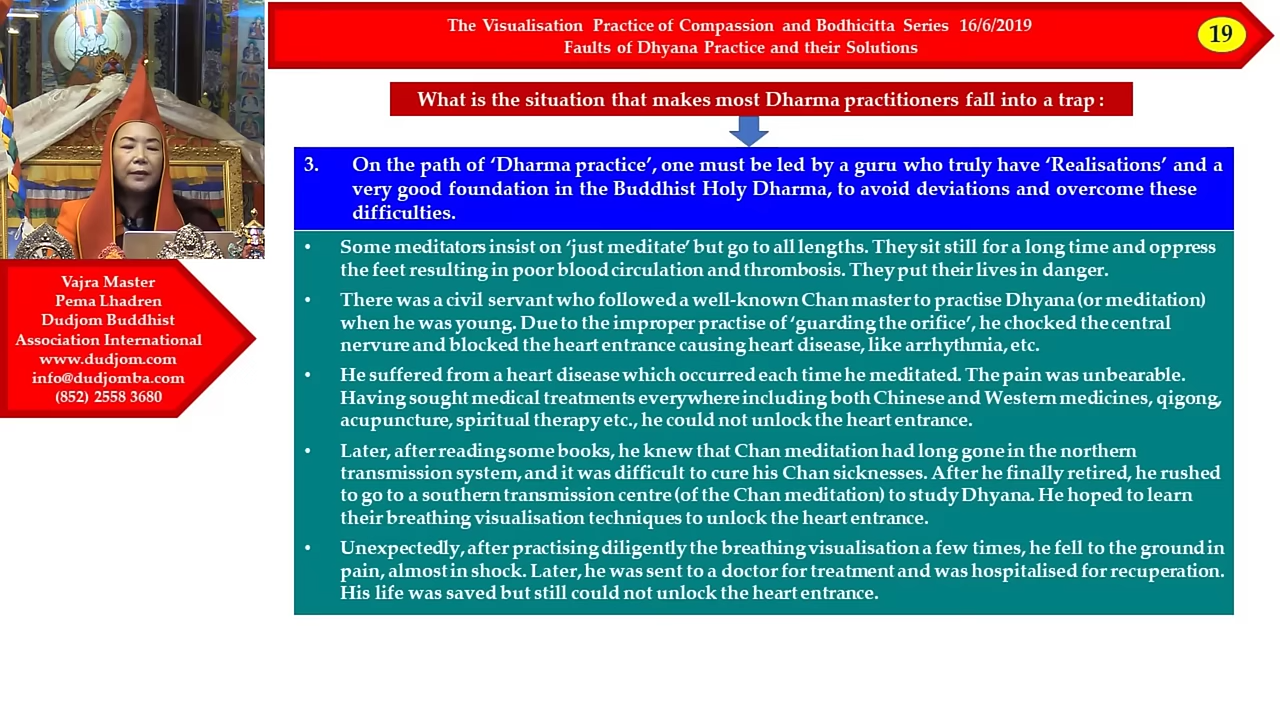 The Visualisation Practice of Compassion and Bodhicitta Series 16/6/2019
Faults of Dhyana Practice and their Solutions
19
What is the situation that makes most Dharma practitioners fall into a trap :
3. On the path of ‘Dharma practice’, one must be led by a guru who truly have ‘Realisations’ and a
very good foundation in the Buddhist Holy Dharma, to avoid deviations and overcome these
difficulties.
• Some meditators insist on ‘just meditate’ but go to all lengths. They sit still for a long time and oppress
the feet resulting in poor blood circulation and thrombosis. They put their lives in danger.
• There was a civil servant who followed a well-known Chan master to practise Dhyana (or meditation)
when he was young. Due to the improper practise of ‘guarding the orifice’, he chocked the central
nervure and blocked the heart entrance causing heart disease, like arrhythmia, etc.
• He suffered from a heart disease which occurred each time he meditated. The pain was unbearable.
Having sought medical treatments everywhere including both Chinese and Western medicines, qigong,
acupuncture, spiritual therapy etc., he could not unlock the heart entrance.
• Later, after reading some books, he knew that Chan meditation had long gone in the northern
transmission system, and it was difficult to cure his Chan sicknesses. After he finally retired, he rushed
to go to a southern transmission centre (of the Chan meditation) to study Dhyana. He hoped to learn
their breathing visualisation techniques to unlock the heart entrance.
• Unexpectedly, after practising diligently the breathing visualisation a few times, he fell to the ground in
pain, almost in shock. Later, he was sent to a doctor for treatment and was hospitalised for recuperation.
His life was saved but still could not unlock the heart entrance.
Vajra Master
Pema Lhadren
Dudjom Buddhist
Association International
www.dudjom.com
info@dudjomba.com
(852) 2558 3680